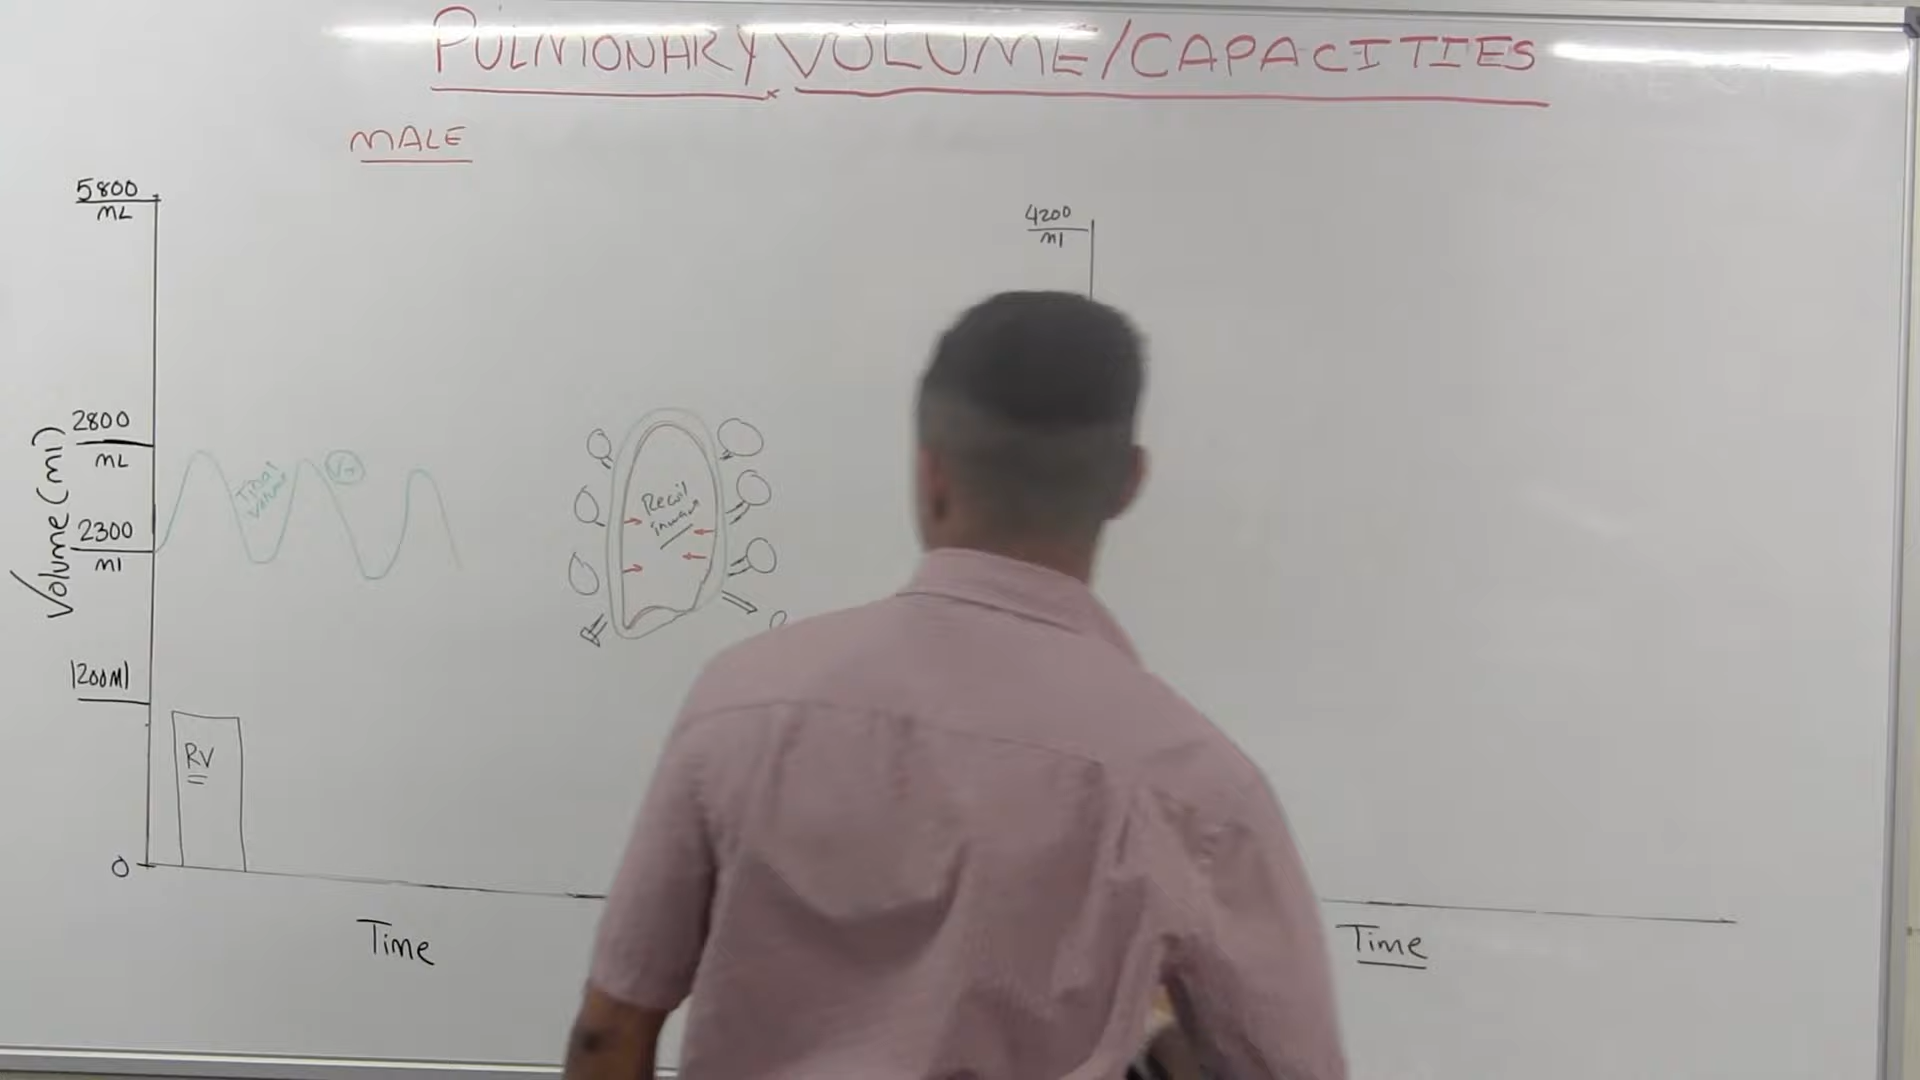 PULMONARY VOLUME/CAPACITIES
MALE
5800
ML
4200
ml
2800
ML
Volume (ml)
2300
Ml
Tidal
Volume
VT
Recoil
inward
1200Ml
RV
0
Time
Time